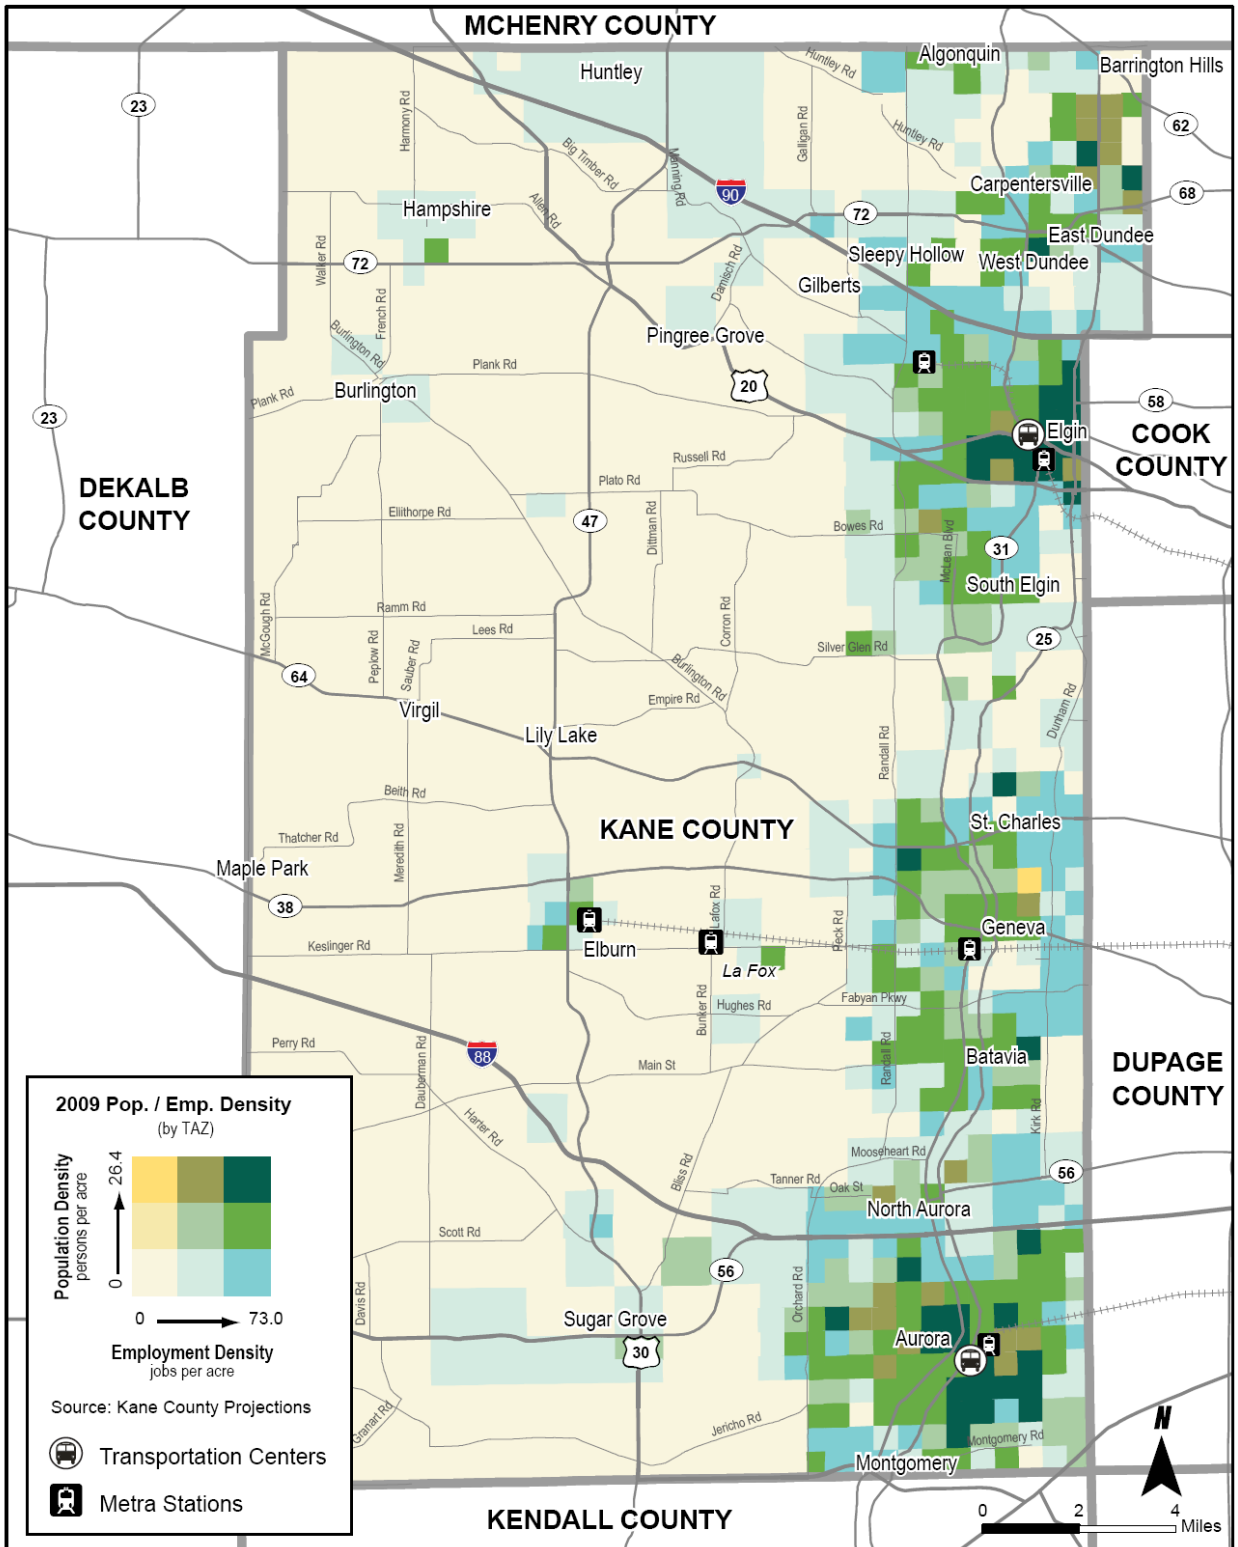 MCHENRY COUNTY
Algonquin
Huntley Rd
Barrington Hills
Huntley
23
Harmony Rd
Galligan Rd
62
Huntley Rd
Big Timber Rd
Manning Rd
90
Carpentersville
68
Hampshire
Allen Rd
72
East Dundee
Walker Rd
72
Damisch Rd
Sleepy Hollow
West Dundee
French Rd
Gilberts
Burlington Rd
Pingree Grove
Plank Rd
20
Plank Rd
Burlington
58
23
Elgin
COOK
COUNTY
DEKALB
COUNTY
Russell Rd
Plato Rd
Ellithorpe Rd
47
Dittman Rd
Bowes Rd
McLean Blvd
31
South Elgin
McGough Rd
Ramm Rd
Lees Rd
Corron Rd
25
Peplow Rd
Sauber Rd
Silver Glen Rd
64
Burlington Rd
Virgil
Empire Rd
Dunham Rd
Lily Lake
Randall Rd
Beith Rd
KANE COUNTY
St. Charles
Thatcher Rd
Meredith Rd
Maple Park
38
Lafox Rd
Peck Rd
Geneva
Keslinger Rd
Elburn
La Fox
Bunker Rd
Hughes Rd
Fabyan Pkwy
Perry Rd
Dauberman Rd
88
Main St
Randall Rd
Batavia
DUPAGE
COUNTY
Harter Rd
Kirk Rd
Bliss Rd
Mooseheart Rd
Tanner Rd
Oak St
56
North Aurora
Scott Rd
56
Orchard Rd
Davis Rd
Sugar Grove
Aurora
30
Granart Rd
Jericho Rd
Montgomery Rd
Montgomery
KENDALL COUNTY
2009 Pop. / Emp. Density
(by TAZ)
Population Density
persons per acre
0
26.4
0
73.0
Employment Density
jobs per acre
Source: Kane County Projections
Transportation Centers
Metra Stations
N
0
2
4
Miles